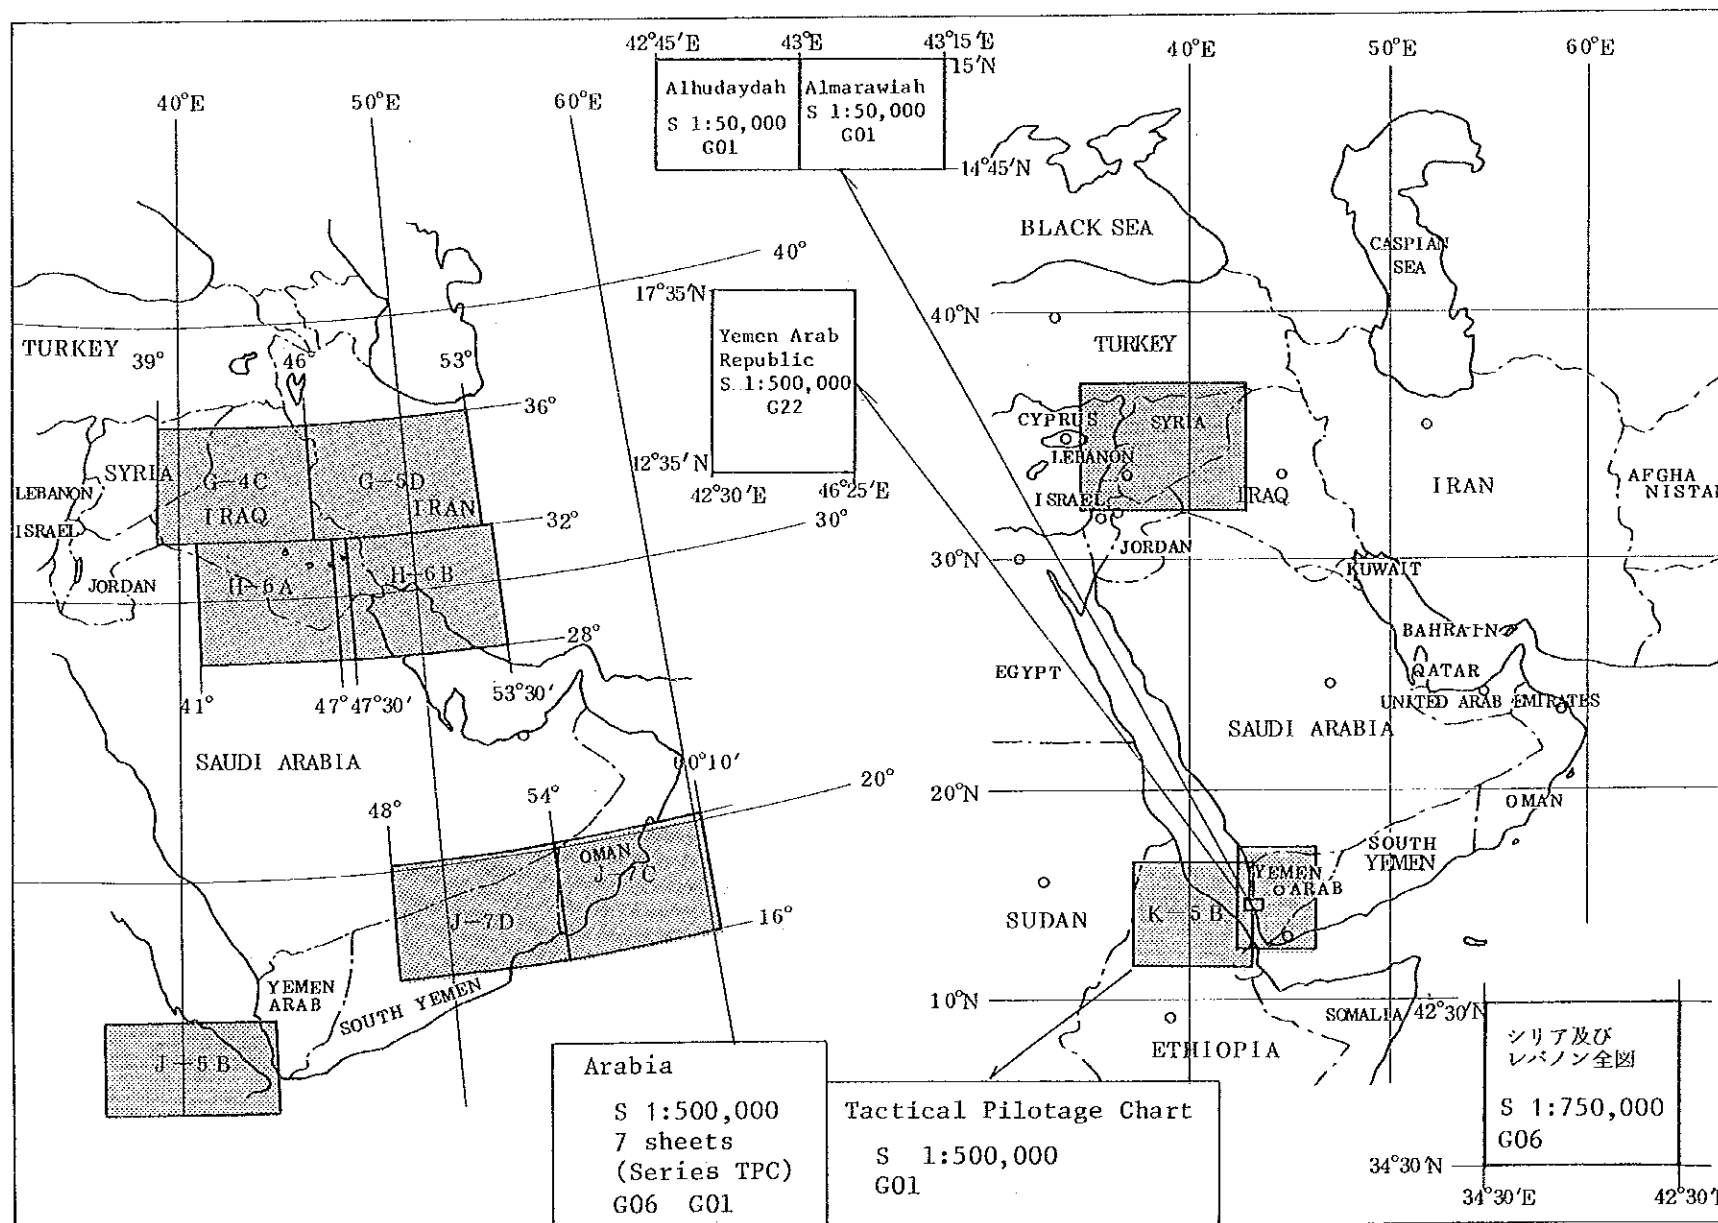 42°45′E
43°E
43°15′E
15′N
14°45′N
Alhudaydah
S 1:50,000
G01
Almarawiah
S 1:50,000
G01
40°E
50°E
60°E
40°
17°35′N
Yemen Arab
Republic
S 1:500,000
G22
12°35′N
42°30′E
46°25′E
TURKEY
39°
46°
53°
36°
SYRIA
G-4C
G-5D
LEBANON
IRAQ
IRAN
ISRAEL
32°
30°
JORDAN
H-6A
H-6B
28°
41°
47°
47°30′
53°30′
SAUDI ARABIA
60°10′
20°
48°
54°
OMAN
J-7C
J-7D
16°
YEMEN
ARAB
SOUTH YEMEN
J-5B
Arabia
S 1:500,000
7 sheets
(Series TPC)
G06 G01
40°E
50°E
60°E
BLACK SEA
CASPIAN
SEA
40°N
TURKEY
CYPRUS
SYRIA
LEBANON
ISRAEL
IRAQ
IRAN
AFGHA
NISTAN
30°N
JORDAN
KUWAIT
BAHRAIN
QATAR
EGYPT
UNITED ARAB EMIRATES
SAUDI ARABIA
20°N
OMAN
SOUTH
YEMEN
YEMEN
ARAB
SUDAN
K-5B
10°N
SOMALIA
ETHIOPIA
Tactical Pilotage Chart
S 1:500,000
G01
42°30′N
シリア及び
レバノン全図
S 1:750,000
G06
34°30′N
34°30′E
42°30′E